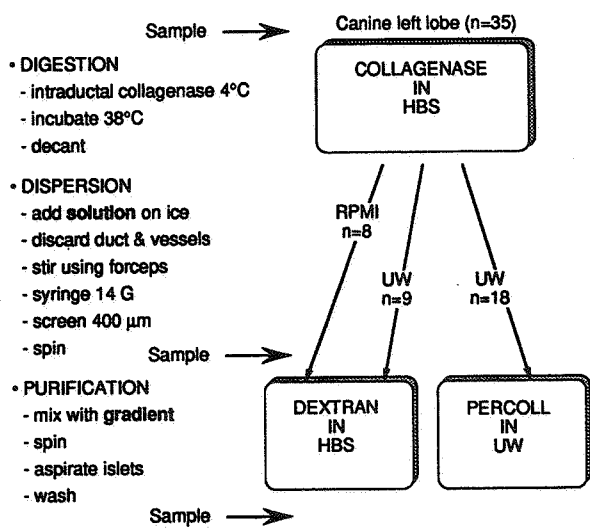 Sample
Canine left lobe (n=35)
• DIGESTION
- intraductal collagenase 4°C
- incubate 38°C
- decant
COLLAGENASE
IN
HBS
• DISPERSION
- add solution on ice
- discard duct & vessels
- stir using forceps
- syringe 14 G
- screen 400 µm
- spin
Sample
RPMI
n=8
UW
n=9
UW
n=18
• PURIFICATION
- mix with gradient
- spin
- aspirate islets
- wash
Sample
DEXTRAN
IN
HBS
PERCOLL
IN
UW